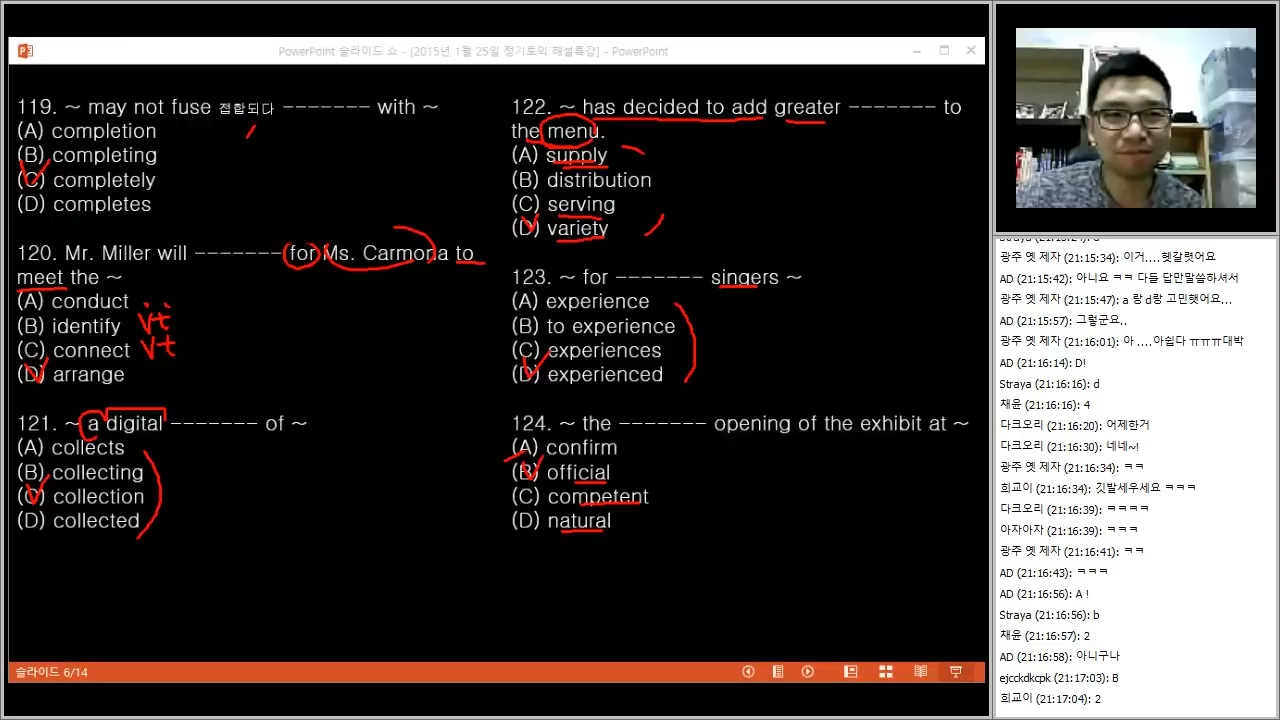 PowerPoint 슬라이드 쇼 - [2015년 1월 25일 정기토익 해설특강] - PowerPoint
119. ~ may not fuse 접합되다 ------- with ~
(A) completion
(B) completing
(C) completely
(D) completes
120. Mr. Miller will ------- for Ms. Carmona to
meet the ~
(A) conduct
(B) identify vt
(C) connect vt
(D) arrange
121. ~ a digital ------- of ~
(A) collects
(B) collecting
(C) collection
(D) collected
122. ~ has decided to add greater ------- to
the menu.
(A) supply
(B) distribution
(C) serving
(D) variety
123. ~ for ------- singers ~
(A) experience
(B) to experience
(C) experiences
(D) experienced
124. ~ the ------- opening of the exhibit at ~
(A) confirm
(B) official
(C) competent
(D) natural
슬라이드 6/14
광주 옛 제자 (21:15:34): 이거....헷갈렷어요
AD (21:15:42): 아니요 ㅋㅋ 다들 답만말씀하셔서
광주 옛 제자 (21:15:47): a 랑 d랑 고민햇어요...
AD (21:15:57): 그렇군요..
광주 옛 제자 (21:16:01): 아 ....아쉽다 ㅠㅠㅠ대박
AD (21:16:14): D!
Straya (21:16:16): d
채윤 (21:16:16): 4
다크오리 (21:16:20): 어제한거
다크오리 (21:16:30): 네네~!
광주 옛 제자 (21:16:34): ㅋㅋ
희교이 (21:16:34): 깃발세우세요 ㅋㅋㅋ
다크오리 (21:16:39): ㅋㅋㅋㅋ
아자아자 (21:16:39): ㅋㅋㅋ
광주 옛 제자 (21:16:41): ㅋㅋ
AD (21:16:43): ㅋㅋㅋ
AD (21:16:56): A !
Straya (21:16:56): b
채윤 (21:16:57): 2
AD (21:16:58): 아니구나
ejcckdkcpk (21:17:03): B
희교이 (21:17:04): 2